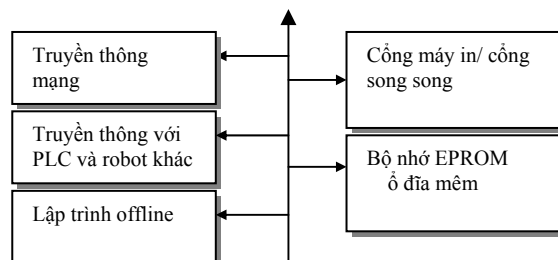 Truyền thông
mạng
Cổng máy in/ cổng
song song
Truyền thông với
PLC và robot khác
Bộ nhớ EPROM
ổ đĩa mêm
Lập trình offline